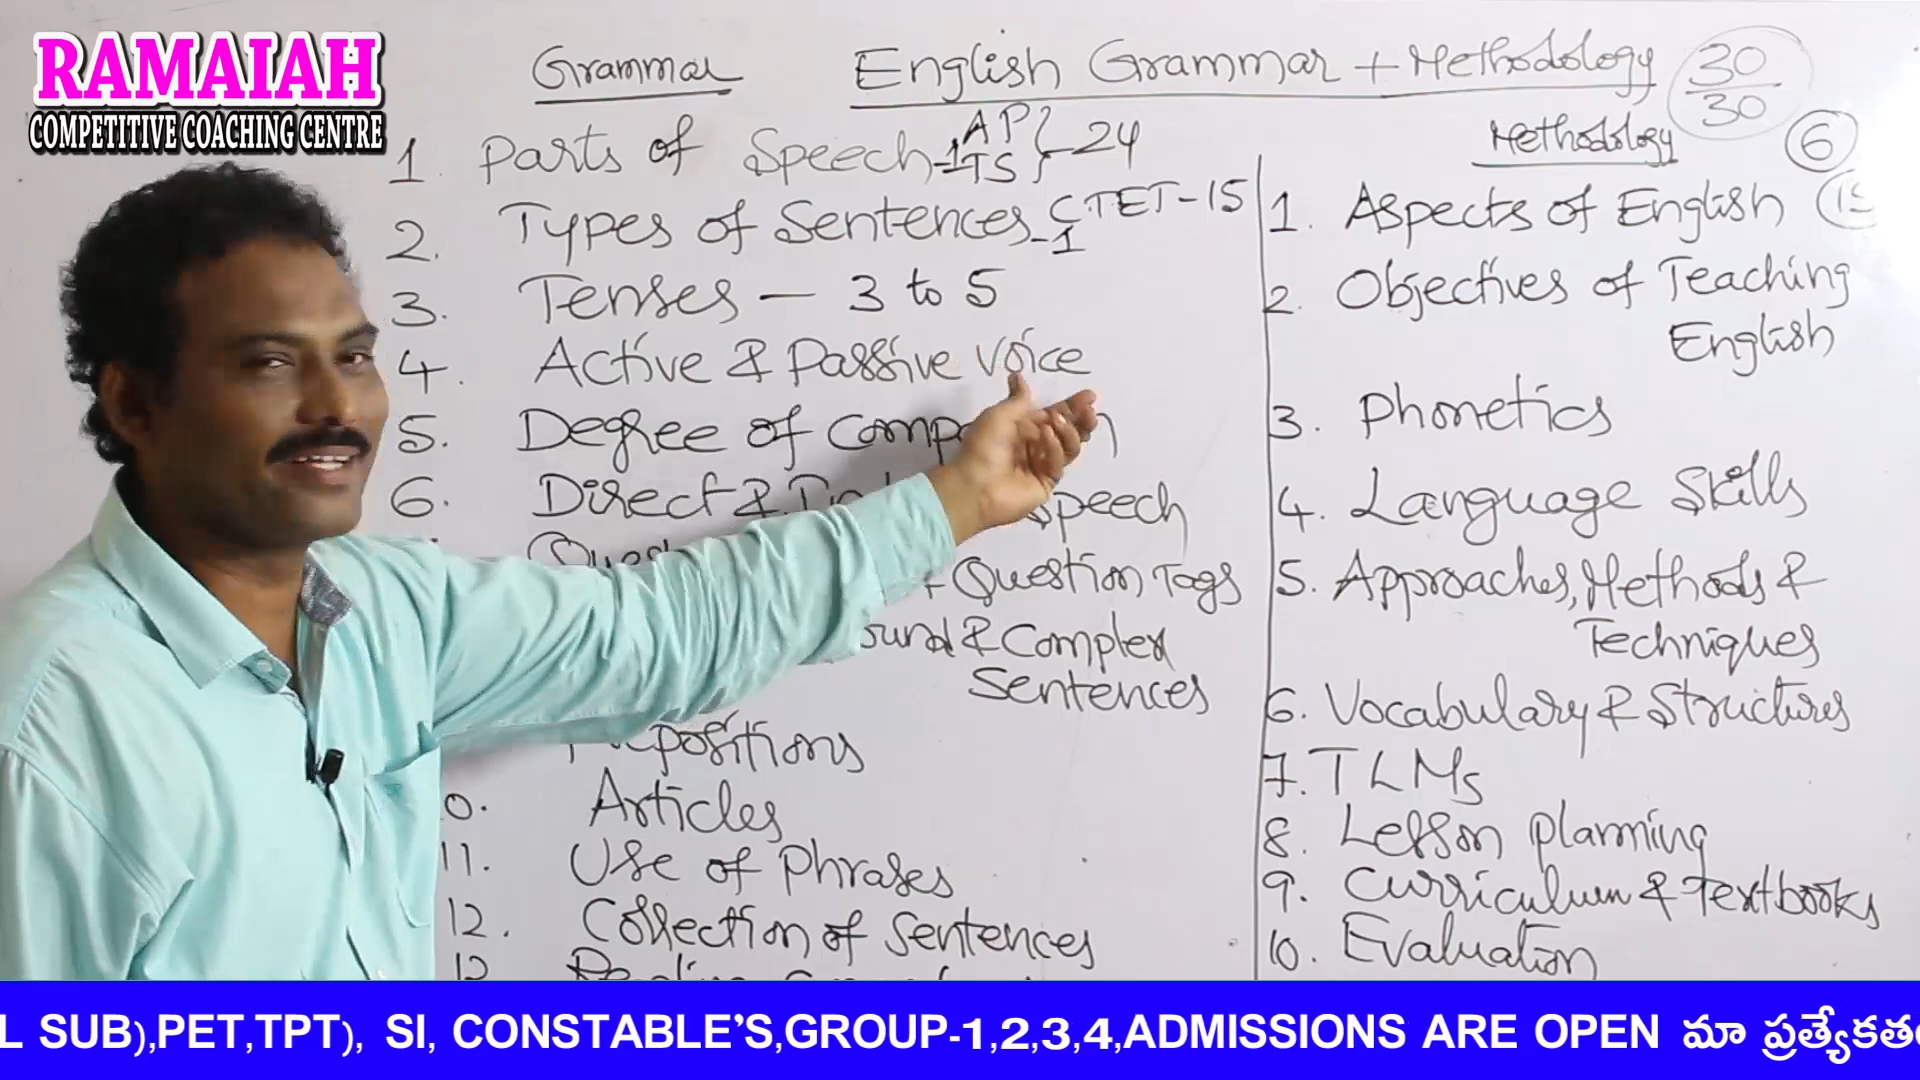 RAMAIAH
COMPETITIVE COACHING CENTRE
English Grammar + Methodology 30/30
Grammar
1. Parts of Speech-1 AP TS } - 24
2. Types of Sentences-1 CTET-15
3. Tenses - 3 to 5
4. Active & Passive Voice
5. Degree of
6. Direct & Speech
+ Question Tags
& Complex
Sentences
10. Articles
11. Use of Phrases
12. Collection of Sentences
Methodology 6
1. Aspects of English
2. Objectives of Teaching
English
3. Phonetics
4. Language Skills
5. Approaches, Methods &
Techniques
6. Vocabulary & Structures
7. TLMs
8. Lesson planning
9. Curriculum & Textbooks
10. Evaluation
L SUB),PET,TPT), SI, CONSTABLE'S,GROUP-1,2,3,4,ADMISSIONS ARE OPEN మా